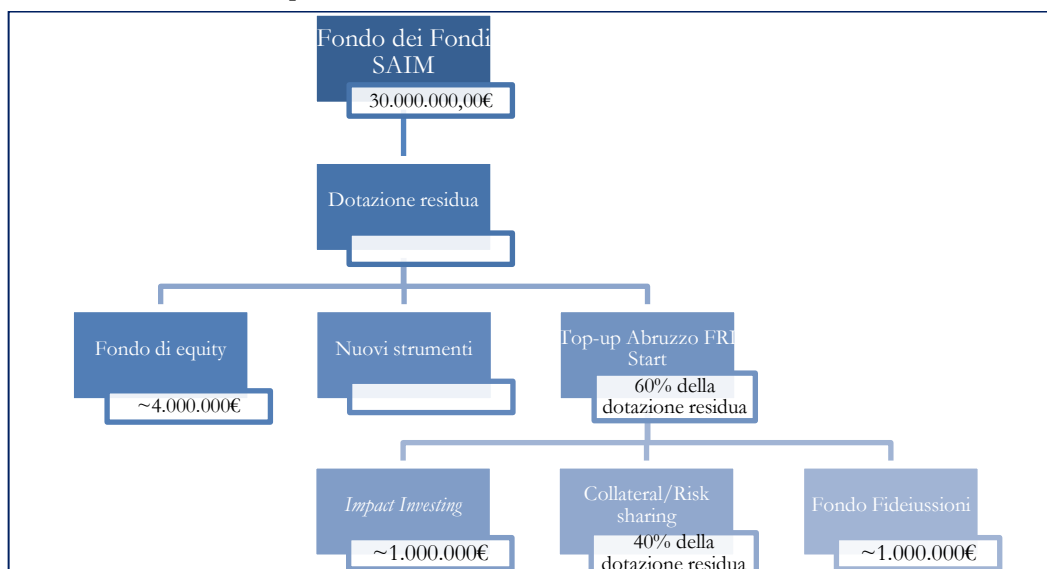 Fondo dei Fondi
SAIM
30.000.000,00€
Dotazione residua
Fondo di equity
~4.000.000€
Nuovi strumenti
Top-up Abruzzo FRI
Start
60% della
dotazione residua
Impact Investing
~1.000.000€
Collateral/Risk
sharing
40% della
dotazione residua
Fondo Fideiussioni
~1.000.000€